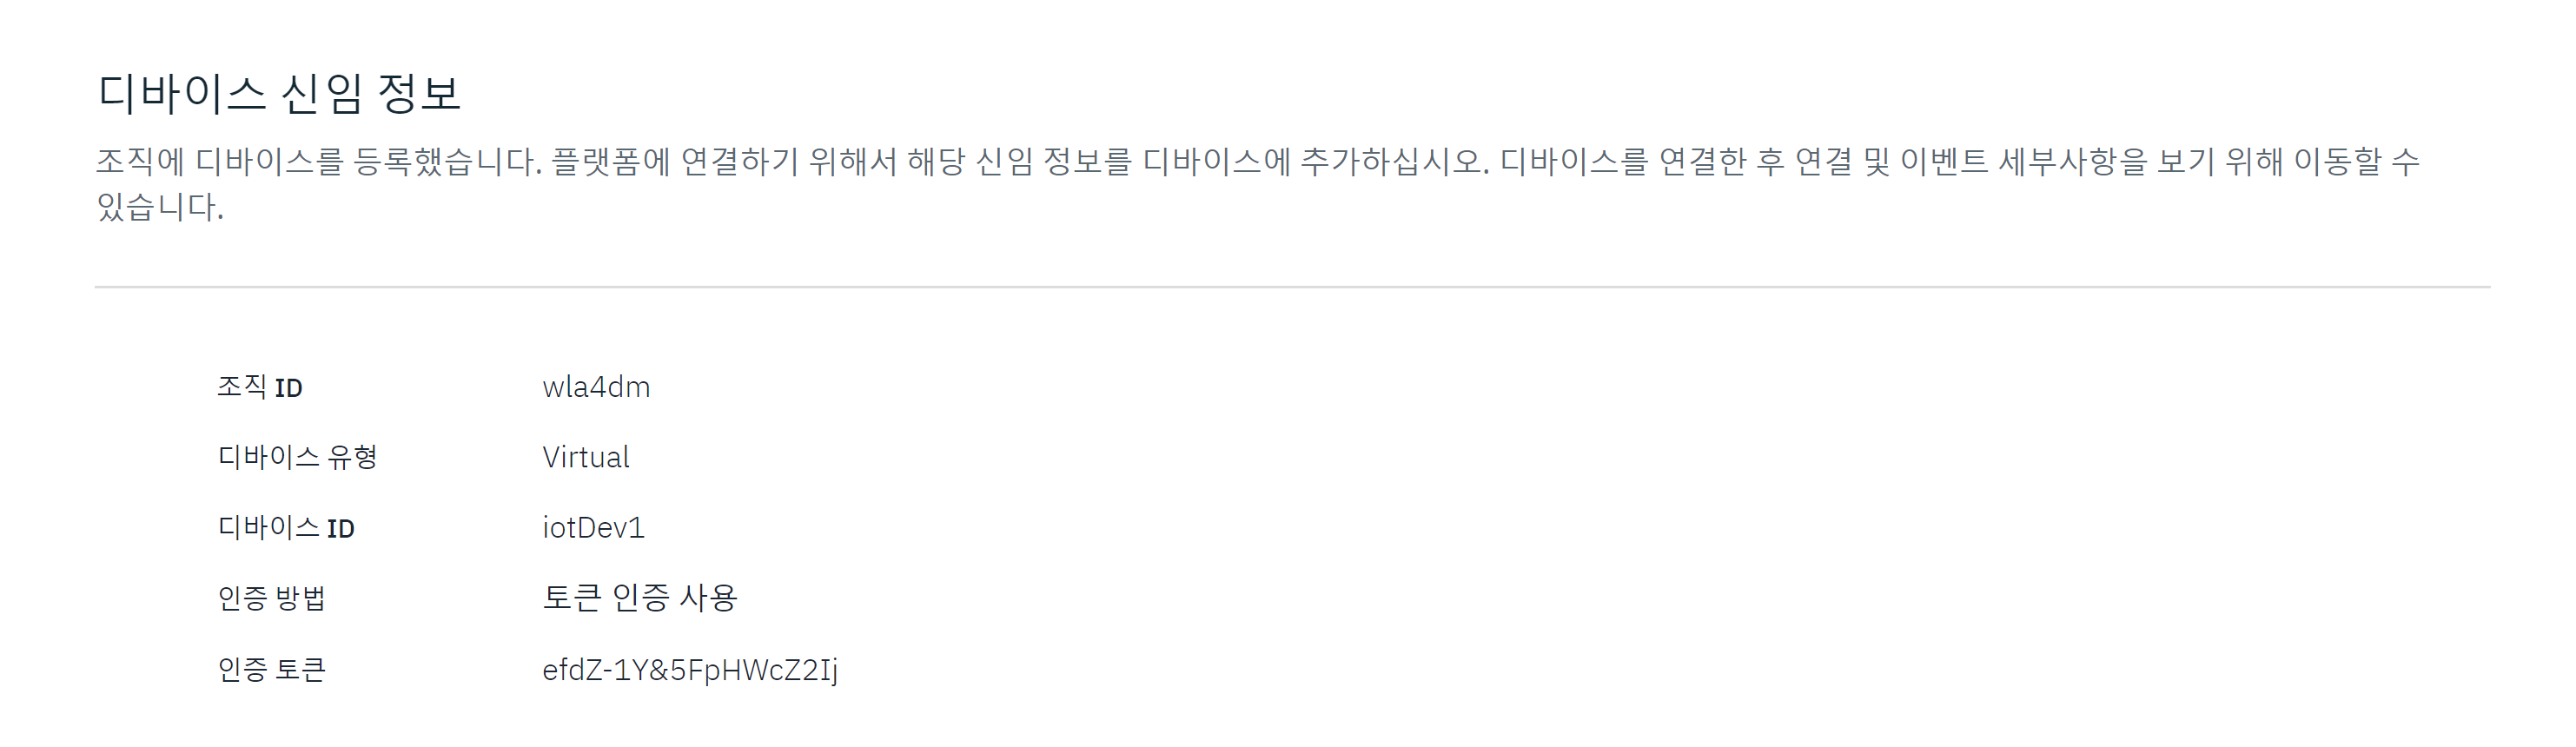 디바이스 신임 정보
조직에 디바이스를 등록했습니다. 플랫폼에 연결하기 위해서 해당 신임 정보를 디바이스에 추가하십시오. 디바이스를 연결한 후 연결 및 이벤트 세부사항을 보기 위해 이동할 수
있습니다.
조직 ID wla4dm
디바이스 유형 Virtual
디바이스 ID iotDev1
인증 방법 토큰 인증 사용
인증 토큰 efdZ-1Y&5FpHWcZ2Ij